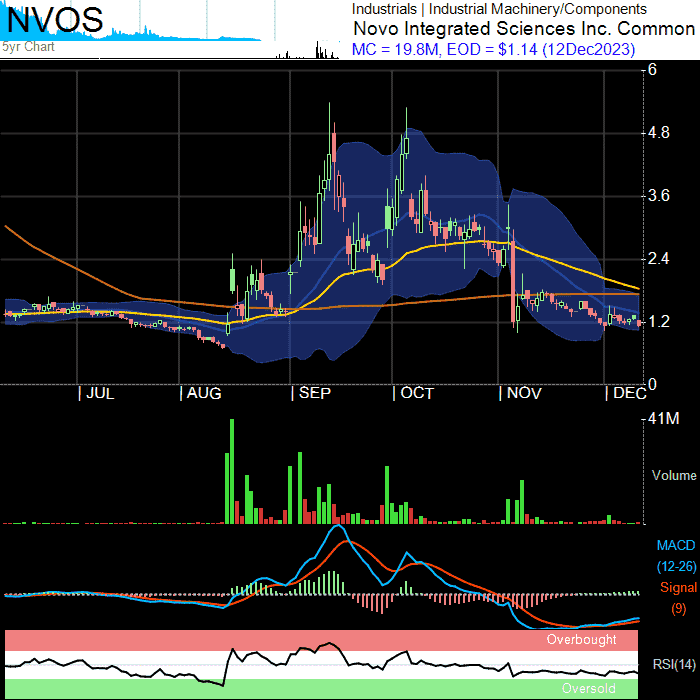 NVOS
Industrials | Industrial Machinery/Components
Novo Integrated Sciences Inc. Common
MC = 19.8M, EOD = $1.14 (12Dec2023)
5yr Chart
6
4.8
3.6
2.4
1.2
0
JUL AUG SEP OCT NOV DEC
41M
Volume
MACD
(12-26)
Signal
(9)
Overbought
RSI(14)
Oversold